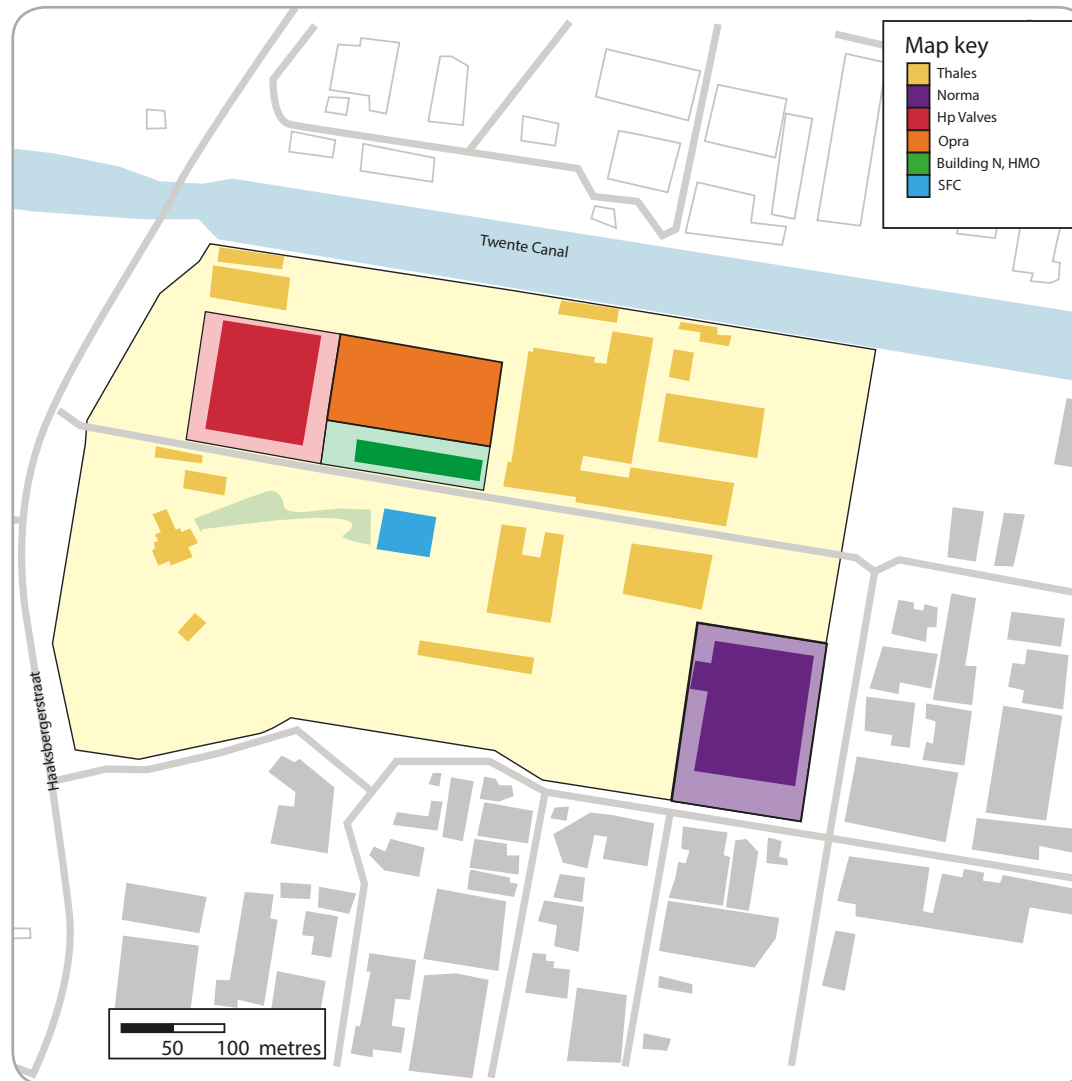 Map key
Thales
Norma
Hp Valves
Opra
Building N, HMO
SFC
Twente Canal
Haaksbergerstraat
50 100 metres